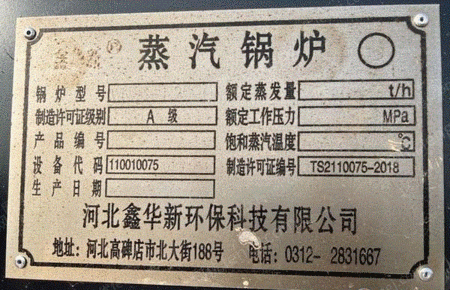 ® 蒸汽锅炉
锅炉型号 额定蒸发量 t/h
制造许可证级别 A 级 额定工作压力 MPa
产品编号 饱和蒸汽温度 ℃
设备代码 110010075 制造许可证编号 TS2110075-2018
生产日期
河北鑫华新环保科技有限公司
地址：河北高碑店市北大街188号 电话：0312- 2831667